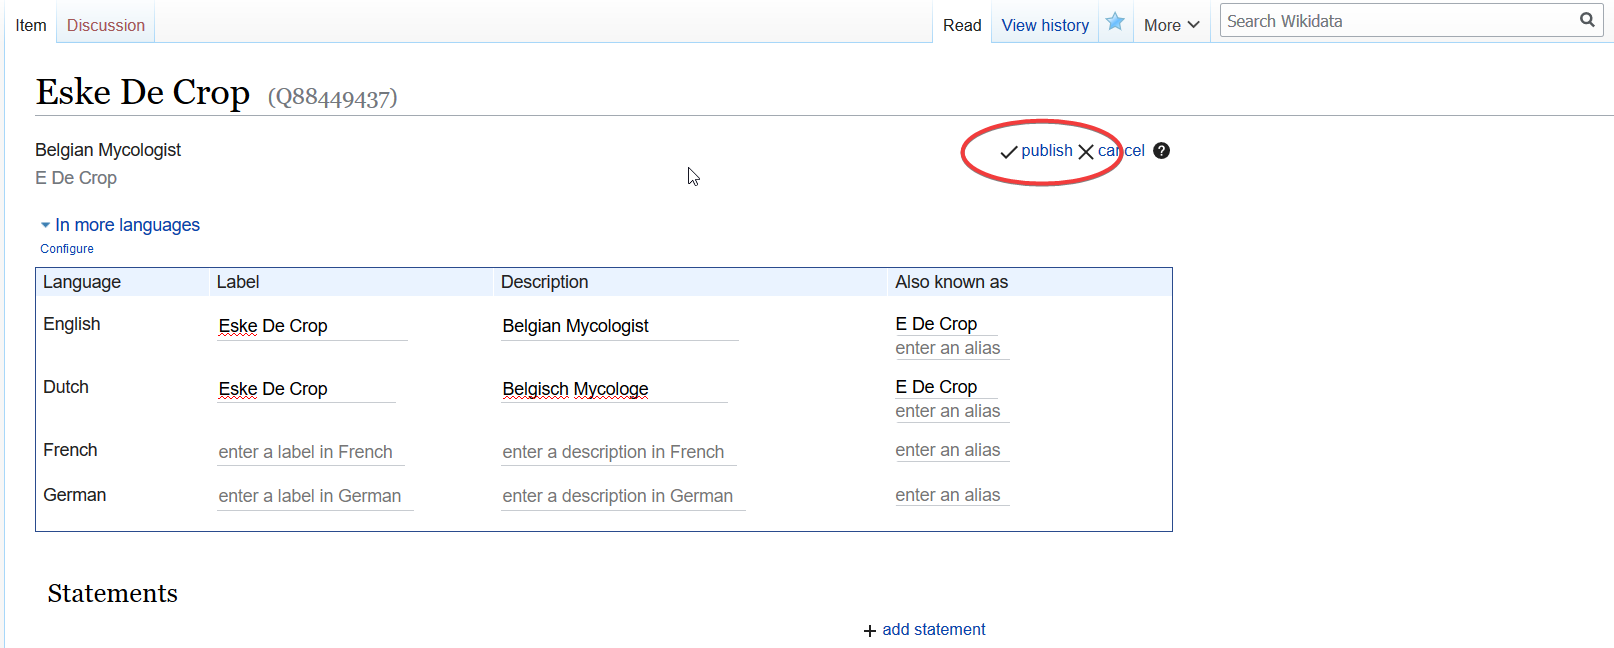 Item Discussion Read View history More Search Wikidata
Eske De Crop (Q88449437)
Belgian Mycologist publish cancel ?
E De Crop
In more languages
Configure
Language Label Description Also known as
English Eske De Crop Belgian Mycologist E De Crop
enter an alias
Dutch Eske De Crop Belgisch Mycologe E De Crop
enter an alias
French enter a label in French enter a description in French enter an alias
German enter a label in German enter a description in German enter an alias
Statements
+ add statement